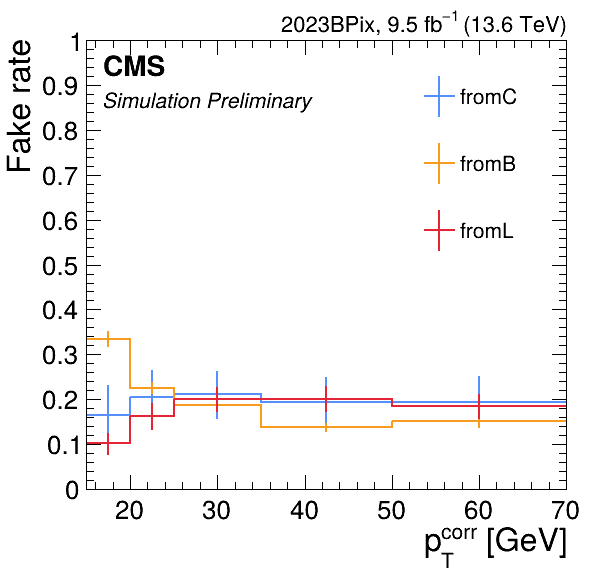 2023BPix, 9.5 fb⁻¹ (13.6 TeV)
CMS
Simulation Preliminary
fromC
fromB
fromL
Fake rate
1
0.9
0.8
0.7
0.6
0.5
0.4
0.3
0.2
0.1
0
20 30 40 50 60 70
p_T^corr [GeV]